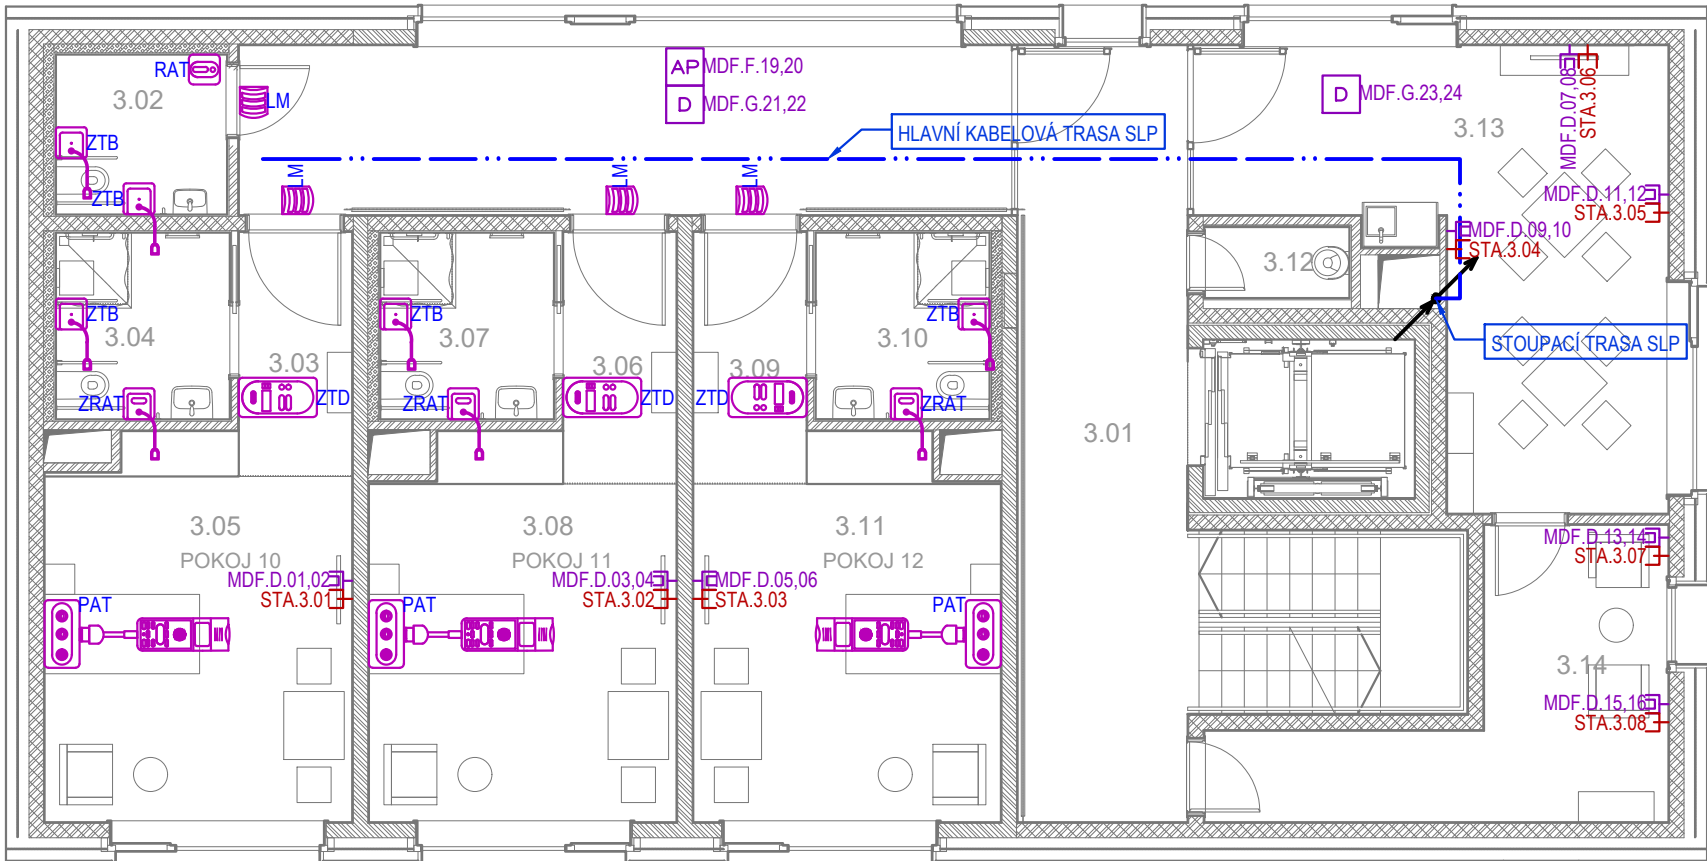 RAT
3.02
LM
AP
MDF.F.19,20
D
MDF.G.21,22
D
MDF.G.23,24
HLAVNÍ KABELOVÁ TRASA SLP
3.13
MDF.D.07,08
STA.3.06
ZTB
ZTB
LM
LM
LM
MDF.D.11,12
STA.3.05
MDF.D.09,10
STA.3.04
3.12
ZTB
3.04
3.03
ZTB
3.07
3.06
3.09
3.10
ZTB
STOUPACÍ TRASA SLP
ZRAT
ZTD
ZRAT
ZTD
ZTD
ZRAT
3.01
3.05
POKOJ 10
3.08
POKOJ 11
3.11
POKOJ 12
MDF.D.01,02
STA.3.01
MDF.D.03,04
STA.3.02
MDF.D.05,06
STA.3.03
MDF.D.13,14
STA.3.07
PAT
PAT
PAT
3.14
MDF.D.15,16
STA.3.08